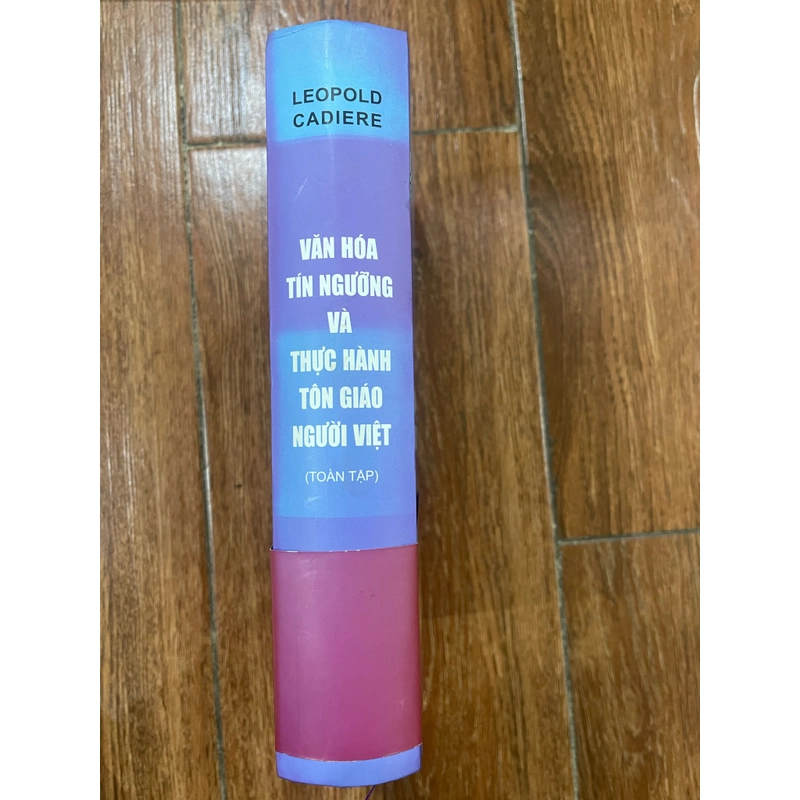 LEOPOLD
CADIERE
VĂN HÓA
TÍN NGƯỠNG
VÀ
THỰC HÀNH
TÔN GIÁO
NGƯỜI VIỆT
(TOÀN TẬP)